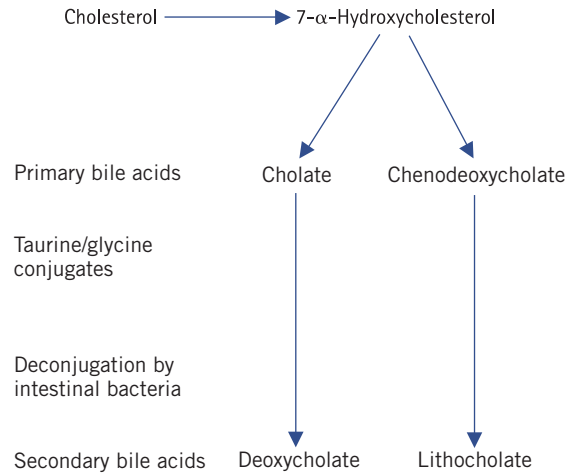 Cholesterol 7-α-Hydroxycholesterol
Primary bile acids Cholate Chenodeoxycholate
Taurine/glycine
conjugates
Deconjugation by
intestinal bacteria
Secondary bile acids Deoxycholate Lithocholate